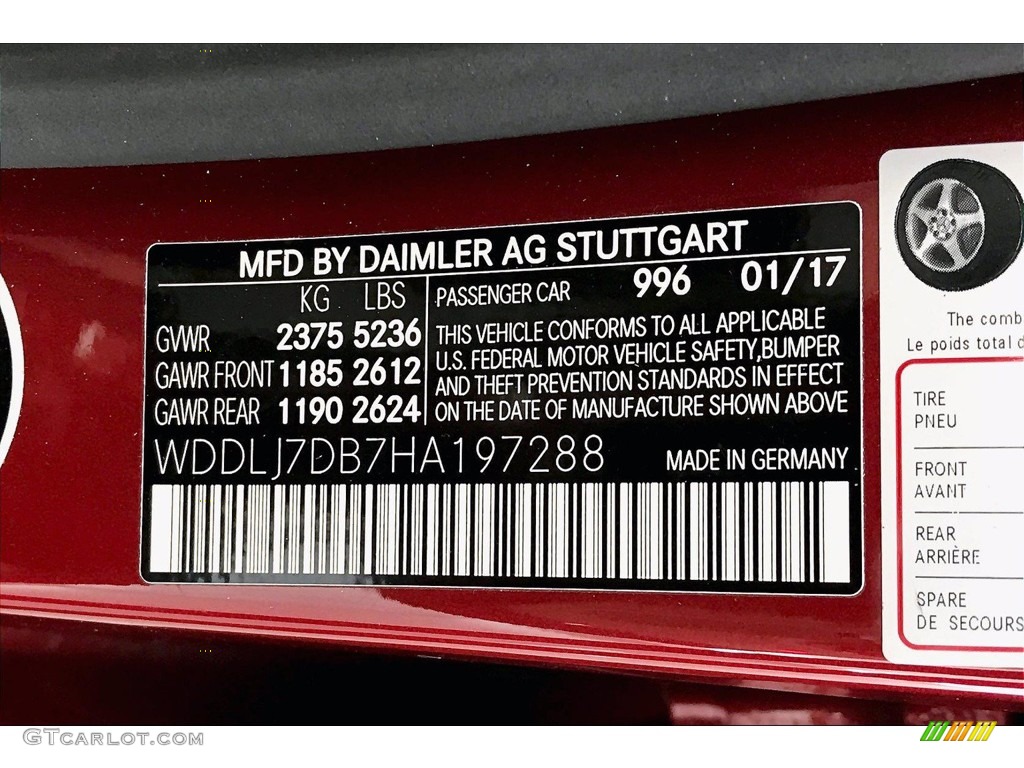 MFD BY DAIMLER AG STUTTGART
KG LBS
PASSENGER CAR 996 01/17
GVWR 2375 5236
GAWR FRONT 1185 2612
GAWR REAR 1190 2624
THIS VEHICLE CONFORMS TO ALL APPLICABLE
U.S. FEDERAL MOTOR VEHICLE SAFETY,BUMPER
AND THEFT PREVENTION STANDARDS IN EFFECT
ON THE DATE OF MANUFACTURE SHOWN ABOVE
WDDLJ7DB7HA197288
MADE IN GERMANY
The comb
Le poids total d
TIRE
PNEU
FRONT
AVANT
REAR
ARRIÈRE
SPARE
DE SECOURS
GTcarlot.com